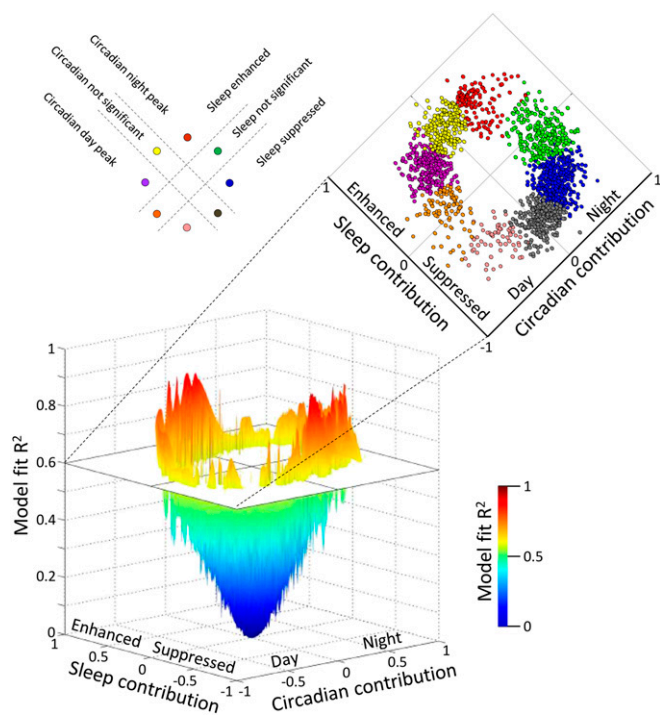 Circadian night peak
Circadian not significant
Circadian day peak
Sleep enhanced
Sleep not significant
Sleep suppressed
1
Enhanced
Sleep contribution
0
Suppressed
-1
Day
0
Night
Circadian contribution
1
1
0.8
0.6
0.4
0.2
0
Model fit R²
1
Enhanced
0.5
Sleep contribution
0
Suppressed
-0.5
-1
-1
Day
-0.5
0
Night
0.5
1
Circadian contribution
Model fit R²
1
0.5
0